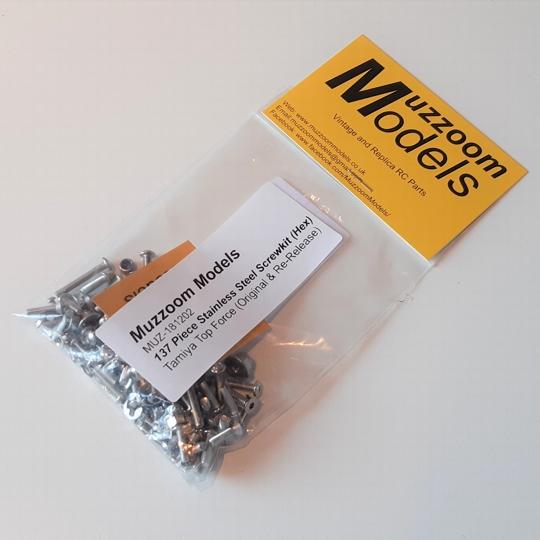 Muzzoom
Models
Vintage and Replica RC Parts
Web: www.muzzoommodels.co.uk
Facebook: www.facebook.com/MuzzoomModels/
Muzzoom Models
MUZ-181202
137 Piece Stainless Steel Screwkit (Hex)
Tamiya Top Force (Original & Re-Release)